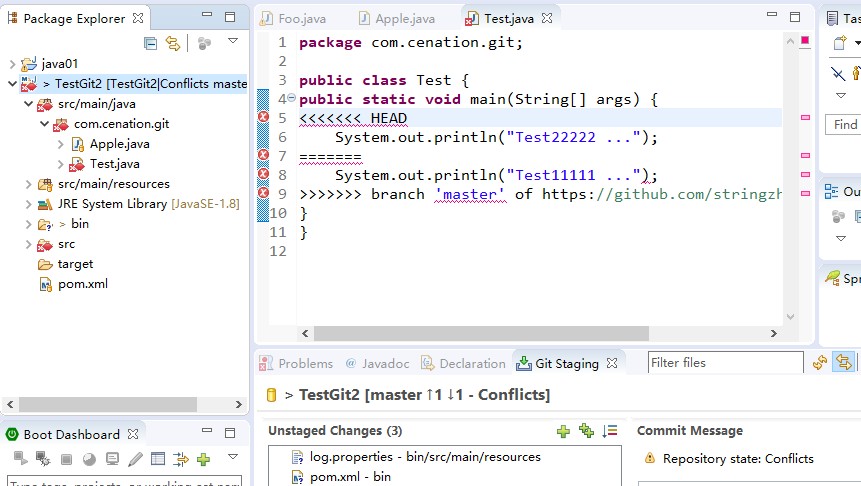 Package Explorer
java01
> TestGit2 [TestGit2|Conflicts maste
src/main/java
com.cenation.git
Apple.java
Test.java
src/main/resources
JRE System Library [JavaSE-1.8]
> bin
src
target
pom.xml
Foo.java
Apple.java
Test.java
1 package com.cenation.git;
2
3 public class Test {
4 public static void main(String[] args) {
5 <<<<<<< HEAD
6 System.out.println("Test22222 ...");
7 =======
8 System.out.println("Test11111 ...");
9 >>>>>>> branch 'master' of https://github.com/stringzh
10 }
11 }
12
Tas
Find
Ou
Spr
Problems
@ Javadoc
Declaration
Git Staging
Filter files
> TestGit2 [master ↑1 ↓1 - Conflicts]
Unstaged Changes (3)
log.properties - bin/src/main/resources
pom.xml - bin
Commit Message
Repository state: Conflicts
Boot Dashboard